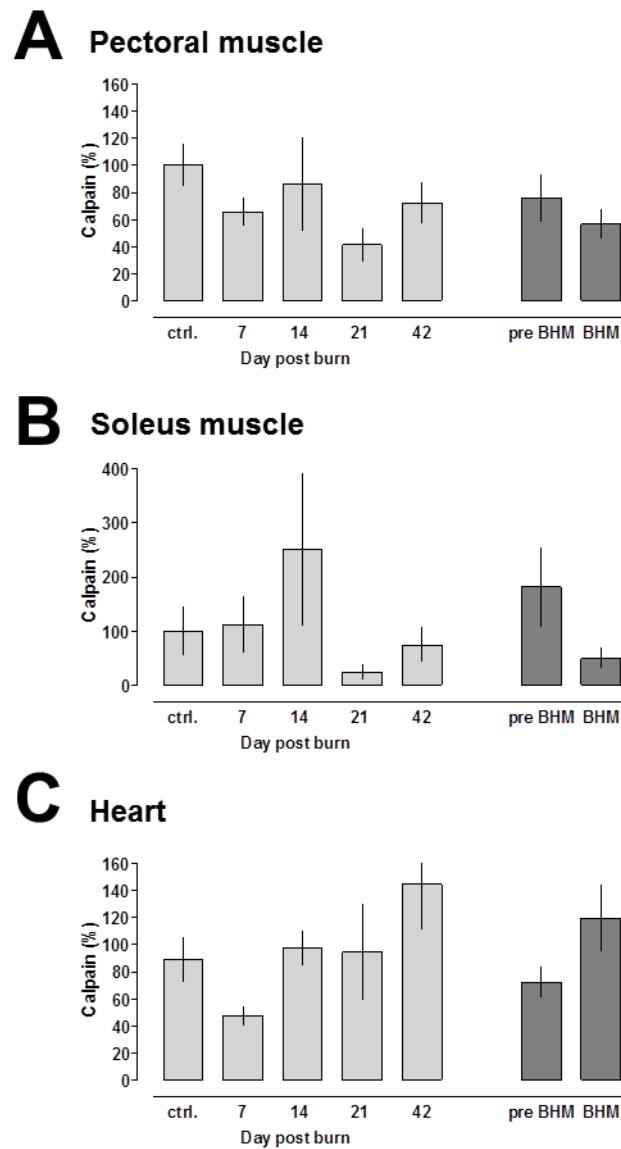 A Pectoral muscle
160
140
120
100
80
60
40
20
0
Calpain (%)
ctrl. 7 14 21 42 pre BHM BHM
Day post burn
B Soleus muscle
400
300
200
100
0
Calpain (%)
ctrl. 7 14 21 42 pre BHM BHM
Day post burn
C Heart
160
140
120
100
80
60
40
20
0
Calpain (%)
ctrl. 7 14 21 42 pre BHM BHM
Day post burn